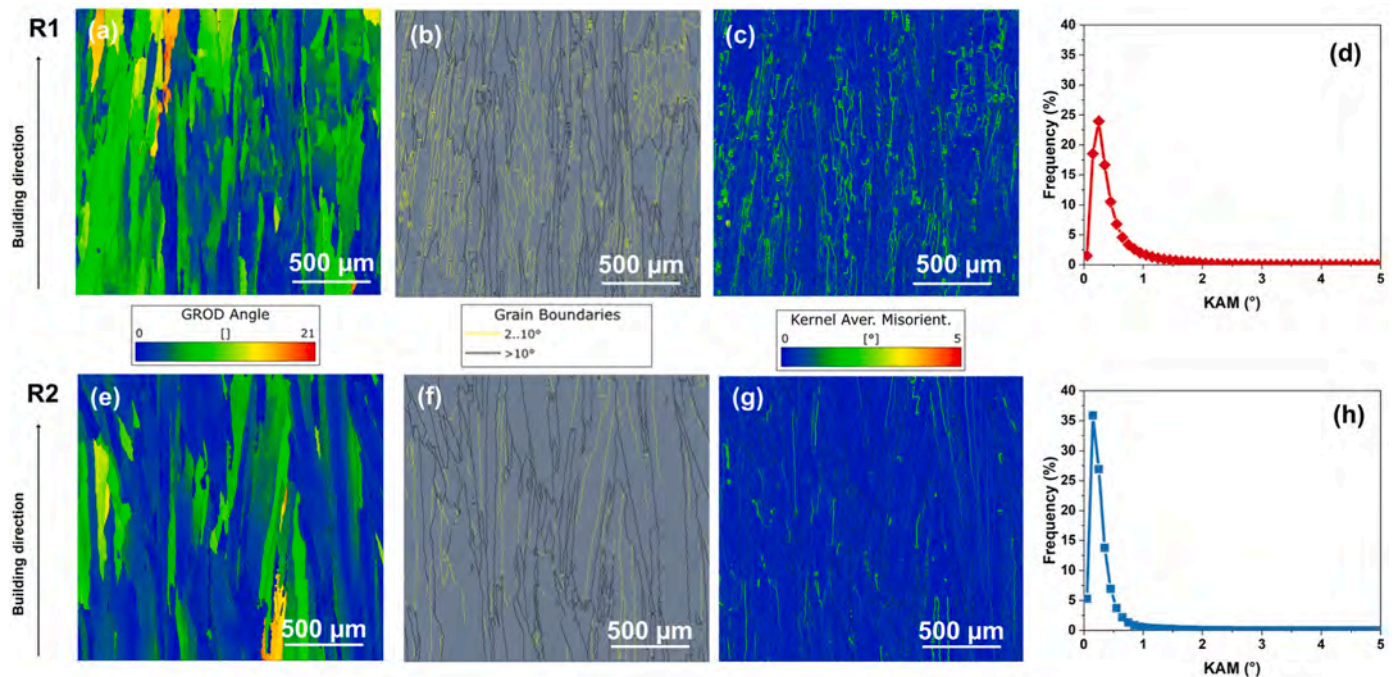 R1
Building direction
(a)
500 µm
(b)
500 µm
(c)
500 µm
(d)
Frequency (%)
40
35
30
25
20
15
10
5
0
0 1 2 3 4 5
KAM (°)
GROD Angle
0 [] 21
Grain Boundaries
2..10°
>10°
Kernel Aver. Misorient.
0 [°] 5
R2
Building direction
(e)
500 µm
(f)
500 µm
(g)
500 µm
(h)
Frequency (%)
40
35
30
25
20
15
10
5
0
0 1 2 3 4 5
KAM (°)